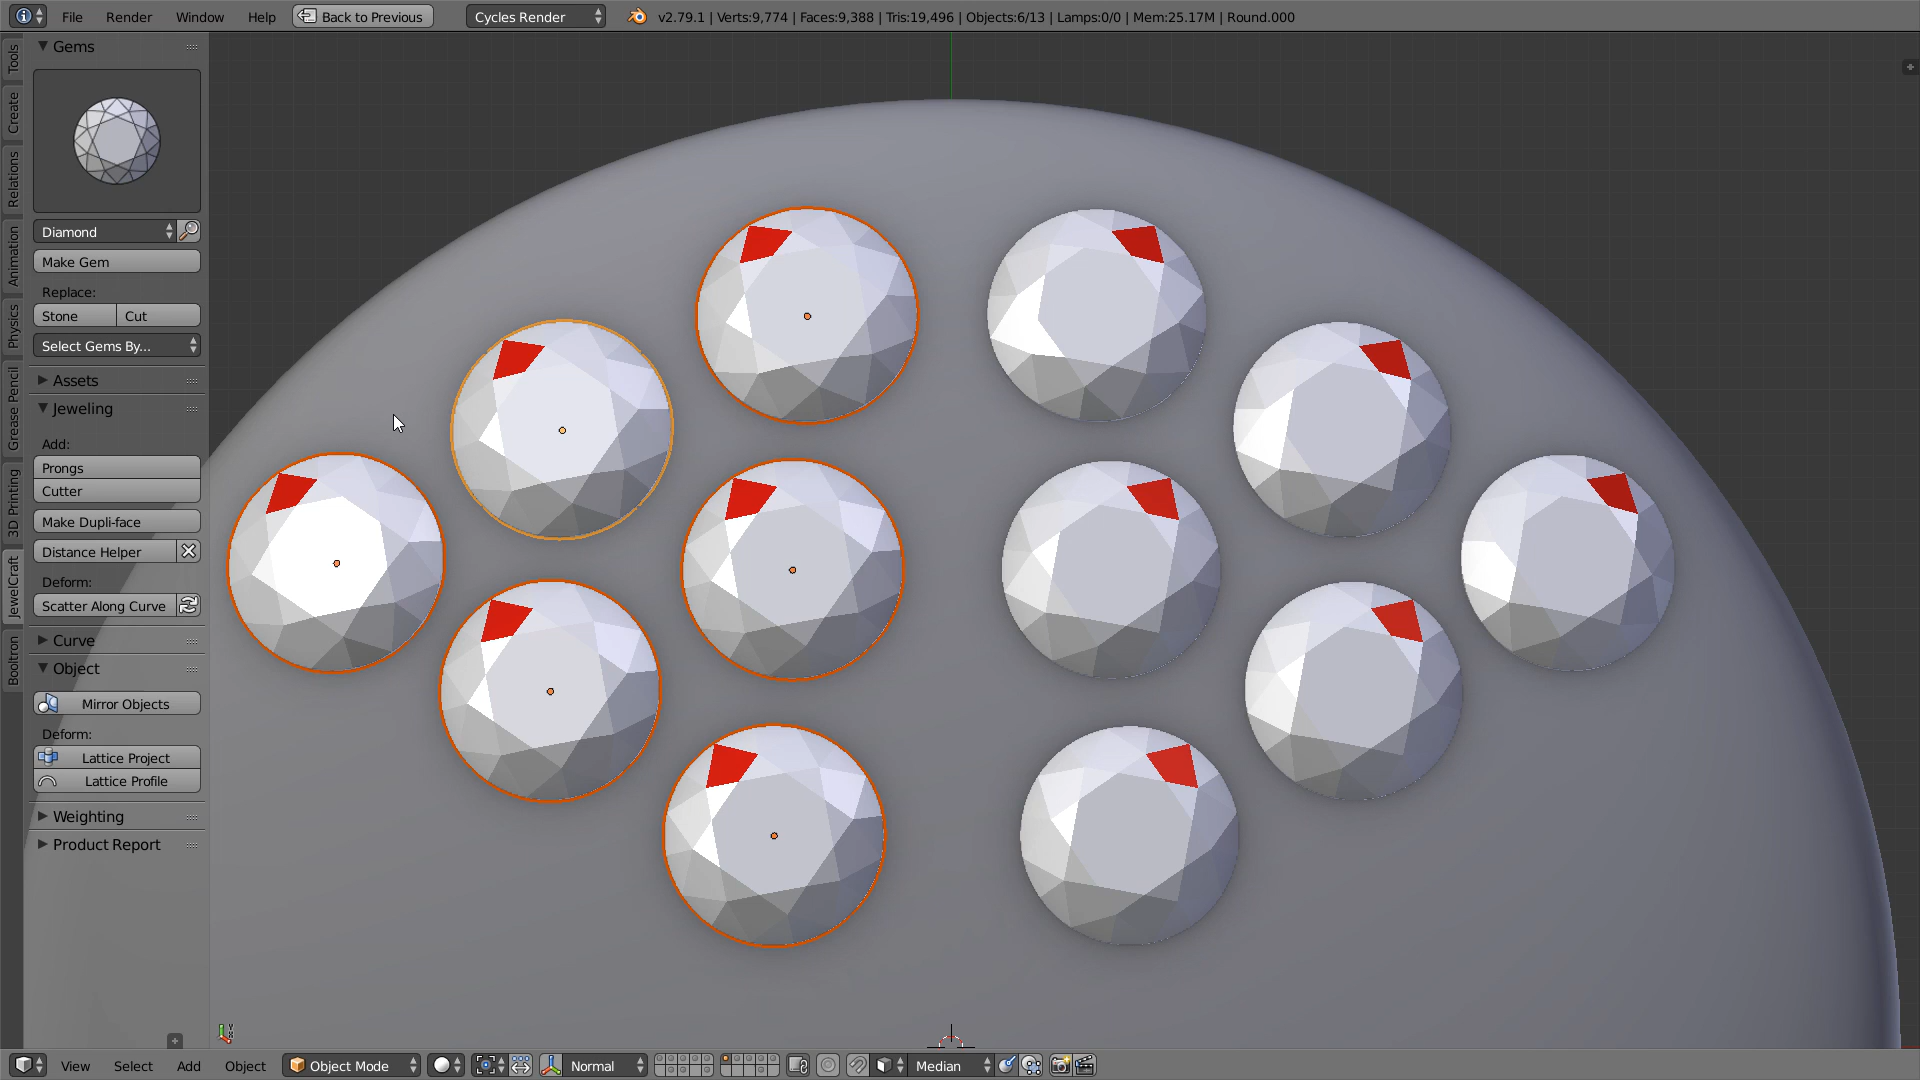 File Render Window Help Back to Previous Cycles Render v2.79.1 | Verts:9,774 | Faces:9,388 | Tris:19,496 | Objects:6/13 | Lamps:0/0 | Mem:25.17M | Round.000
Tools
Create
Relations
Animation
Physics
Grease Pencil
3D Printing
JewelCraft
Booltron
Gems
Diamond
Make Gem
Replace:
Stone Cut
Select Gems By...
Assets
Jeweling
Add:
Prongs
Cutter
Make Dupli-face
Distance Helper
Deform:
Scatter Along Curve
Curve
Object
Mirror Objects
Deform:
Lattice Project
Lattice Profile
Weighting
Product Report
View Select Add Object Object Mode Normal Median